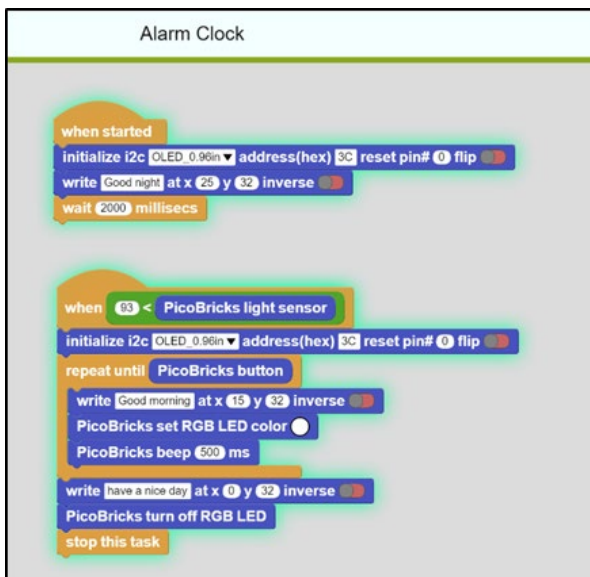 Alarm Clock
when started
initialize i2c OLED_0.96in address(hex) 3C reset pin# 0 flip
write Good night at x 25 y 32 inverse
wait 2000 millisecs
when 93 < PicoBricks light sensor
initialize i2c OLED_0.96in address(hex) 3C reset pin# 0 flip
repeat until PicoBricks button
write Good morning at x 15 y 32 inverse
PicoBricks set RGB LED color
PicoBricks beep 500 ms
write have a nice day at x 0 y 32 inverse
PicoBricks turn off RGB LED
stop this task